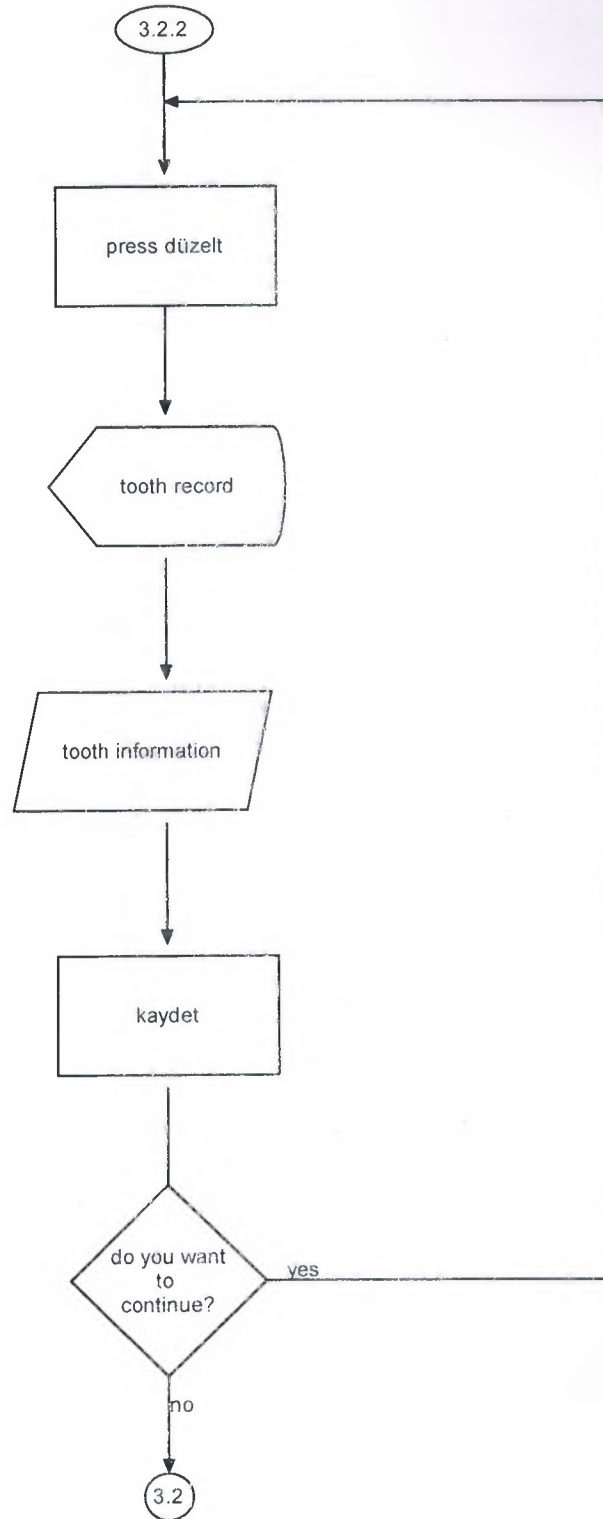 3.2.2
press düzelt
tooth record
tooth information
kaydet
do you want
to
continue?
yes
no
3.2